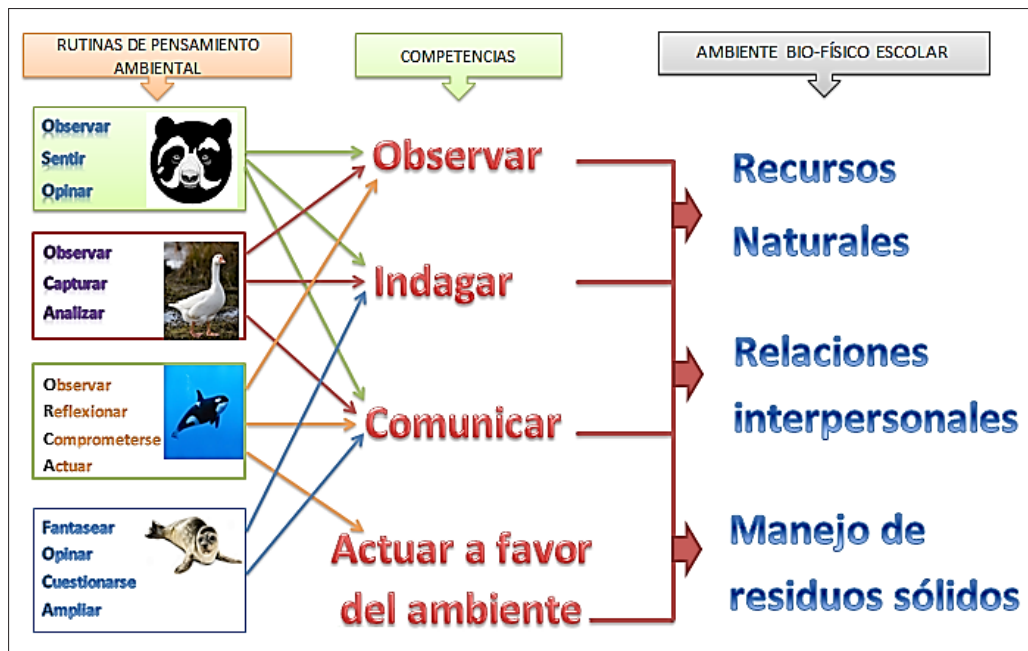 RUTINAS DE PENSAMIENTO
AMBIENTAL
Observar
Sentir
Opinar
Observar
Capturar
Analizar
Observar
Reflexionar
Comprometerse
Actuar
Fantasear
Opinar
Cuestionarse
Ampliar
COMPETENCIAS
Observar
Indagar
Comunicar
Actuar a favor
del ambiente
AMBIENTE BIO-FÍSICO ESCOLAR
Recursos
Naturales
Relaciones
interpersonales
Manejo de
residuos sólidos